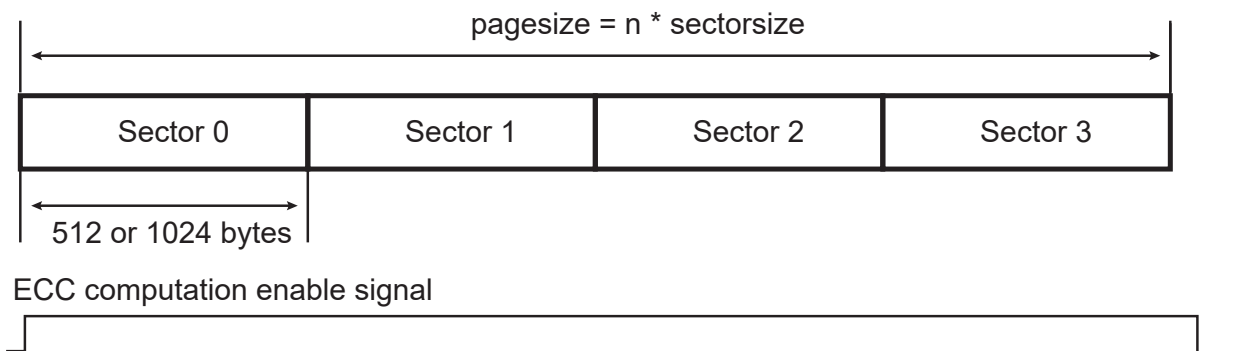 pagesize = n * sectorsize
Sector 0 Sector 1 Sector 2 Sector 3
512 or 1024 bytes
ECC computation enable signal